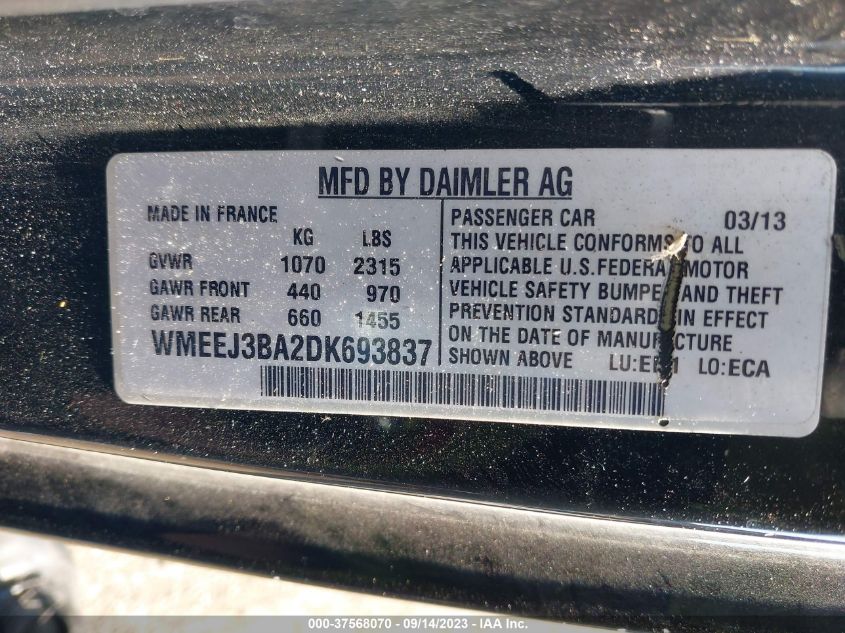 MFD BY DAIMLER AG
MADE IN FRANCE
KG LBS
GVWR 1070 2315
GAWR FRONT 440 970
GAWR REAR 660 1455
WMEEJ3BA2DK693837
PASSENGER CAR 03/13
THIS VEHICLE CONFORMS TO ALL
APPLICABLE U.S.FEDERAL MOTOR
VEHICLE SAFETY BUMPER AND THEFT
PREVENTION STANDARDS IN EFFECT
ON THE DATE OF MANUFACTURE
SHOWN ABOVE LO:ECA
000-37568070 - 09/14/2023 - IAA Inc.